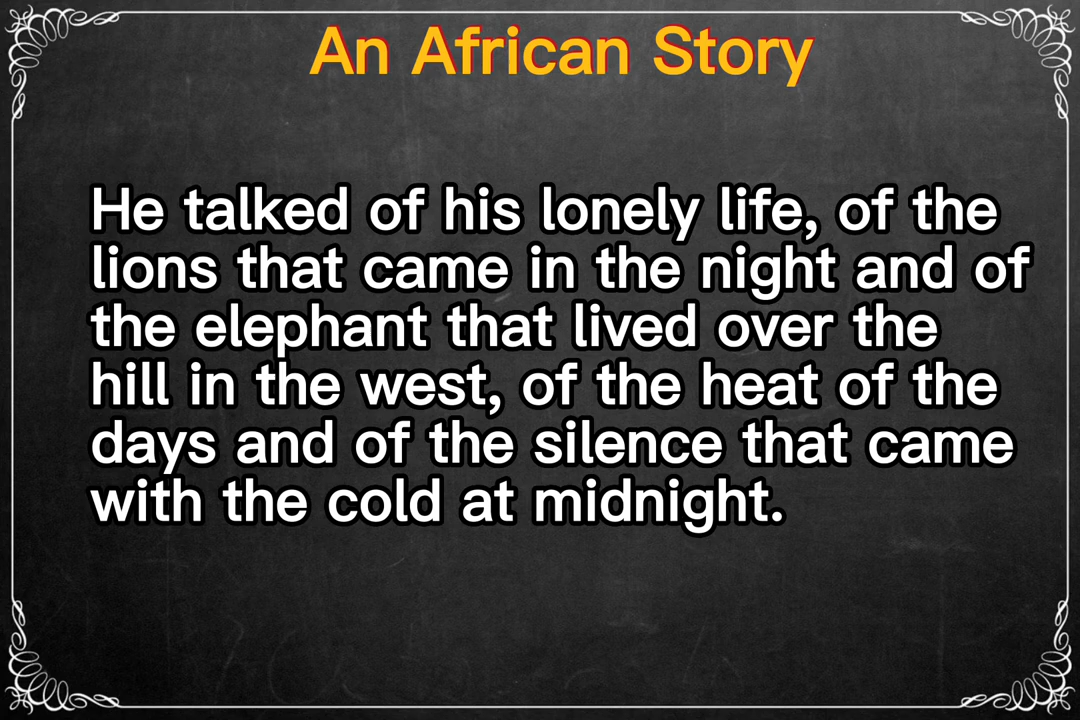 An African Story
He talked of his lonely life, of the
lions that came in the night and of
the elephant that lived over the
hill in the west, of the heat of the
days and of the silence that came
with the cold at midnight.